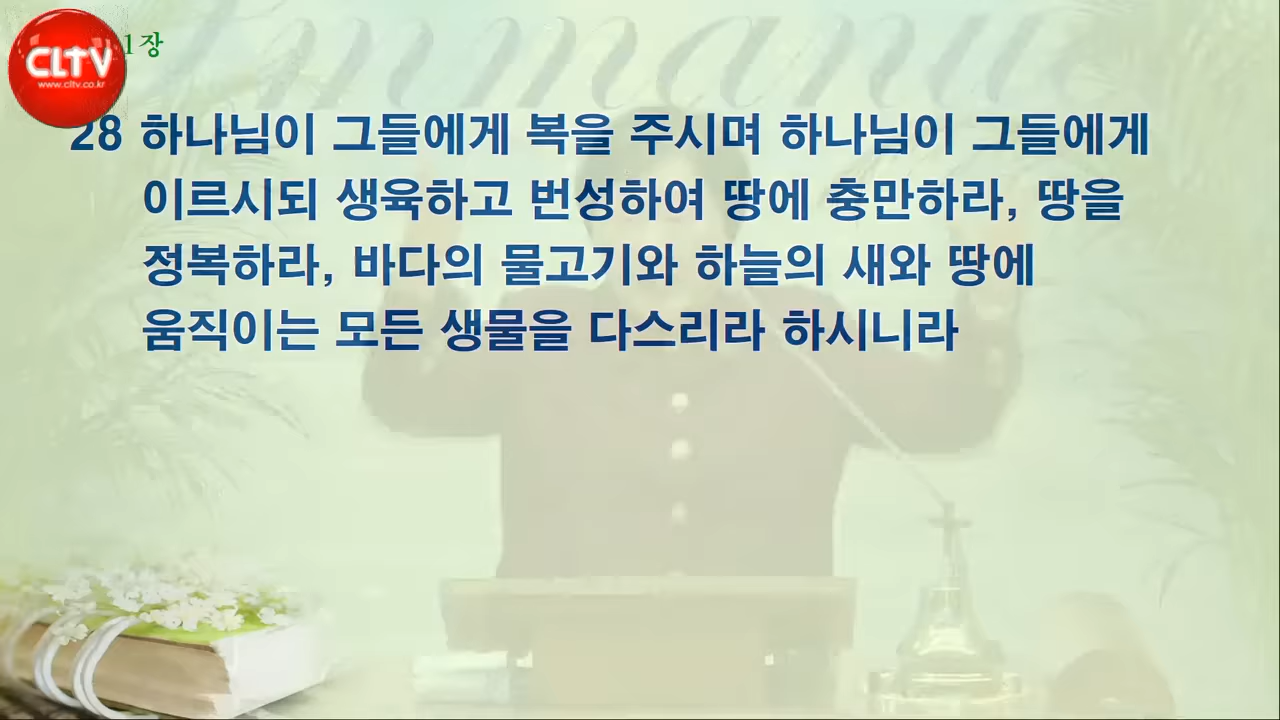 CLTV
www.cltv.co.kr
1장
Immanue
28 하나님이 그들에게 복을 주시며 하나님이 그들에게
이르시되 생육하고 번성하여 땅에 충만하라, 땅을
정복하라, 바다의 물고기와 하늘의 새와 땅에
움직이는 모든 생물을 다스리라 하시니라